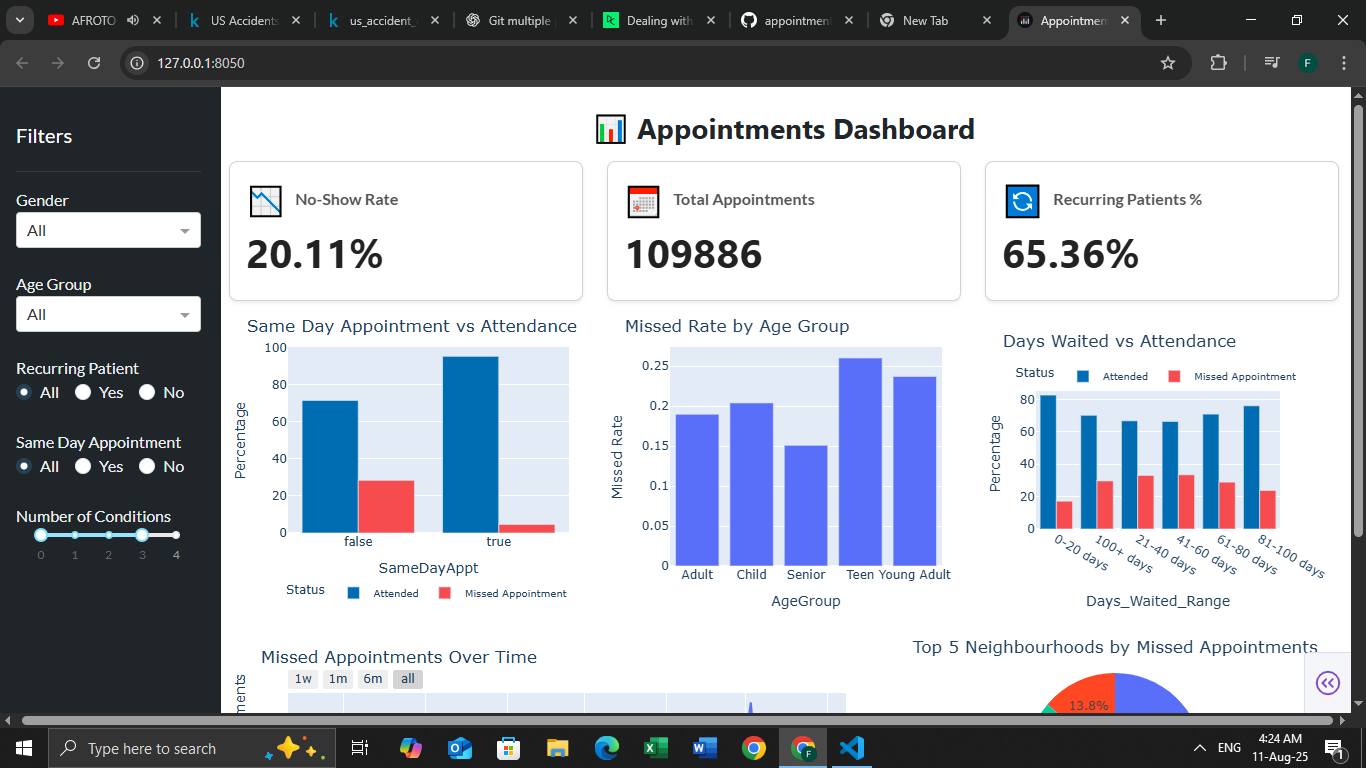 AFROTO
US Accidents
us_accident_
Git multiple
Dealing with
appointment
New Tab
Appointmen
127.0.0.1:8050
F
Filters
Gender
All
Age Group
All
Recurring Patient
All Yes No
Same Day Appointment
All Yes No
Number of Conditions
0 1 2 3 4
Appointments Dashboard
No-Show Rate
20.11%
Total Appointments
109886
Recurring Patients %
65.36%
Same Day Appointment vs Attendance
100
80
60
40
20
0
Percentage
false true
SameDayAppt
Status Attended Missed Appointment
Missed Rate by Age Group
0.25
0.2
0.15
0.1
0.05
0
Missed Rate
Adult Child Senior Teen Young Adult
AgeGroup
Days Waited vs Attendance
Status Attended Missed Appointment
80
60
40
20
0
Percentage
0-20 days 100+ days 21-40 days 41-60 days 61-80 days 81-100 days
Days_Waited_Range
Missed Appointments Over Time
1w 1m 6m all
ments
Top 5 Neighbourhoods by Missed Appointments
13.8%
Type here to search
ENG
4:24 AM
11-Aug-25
1